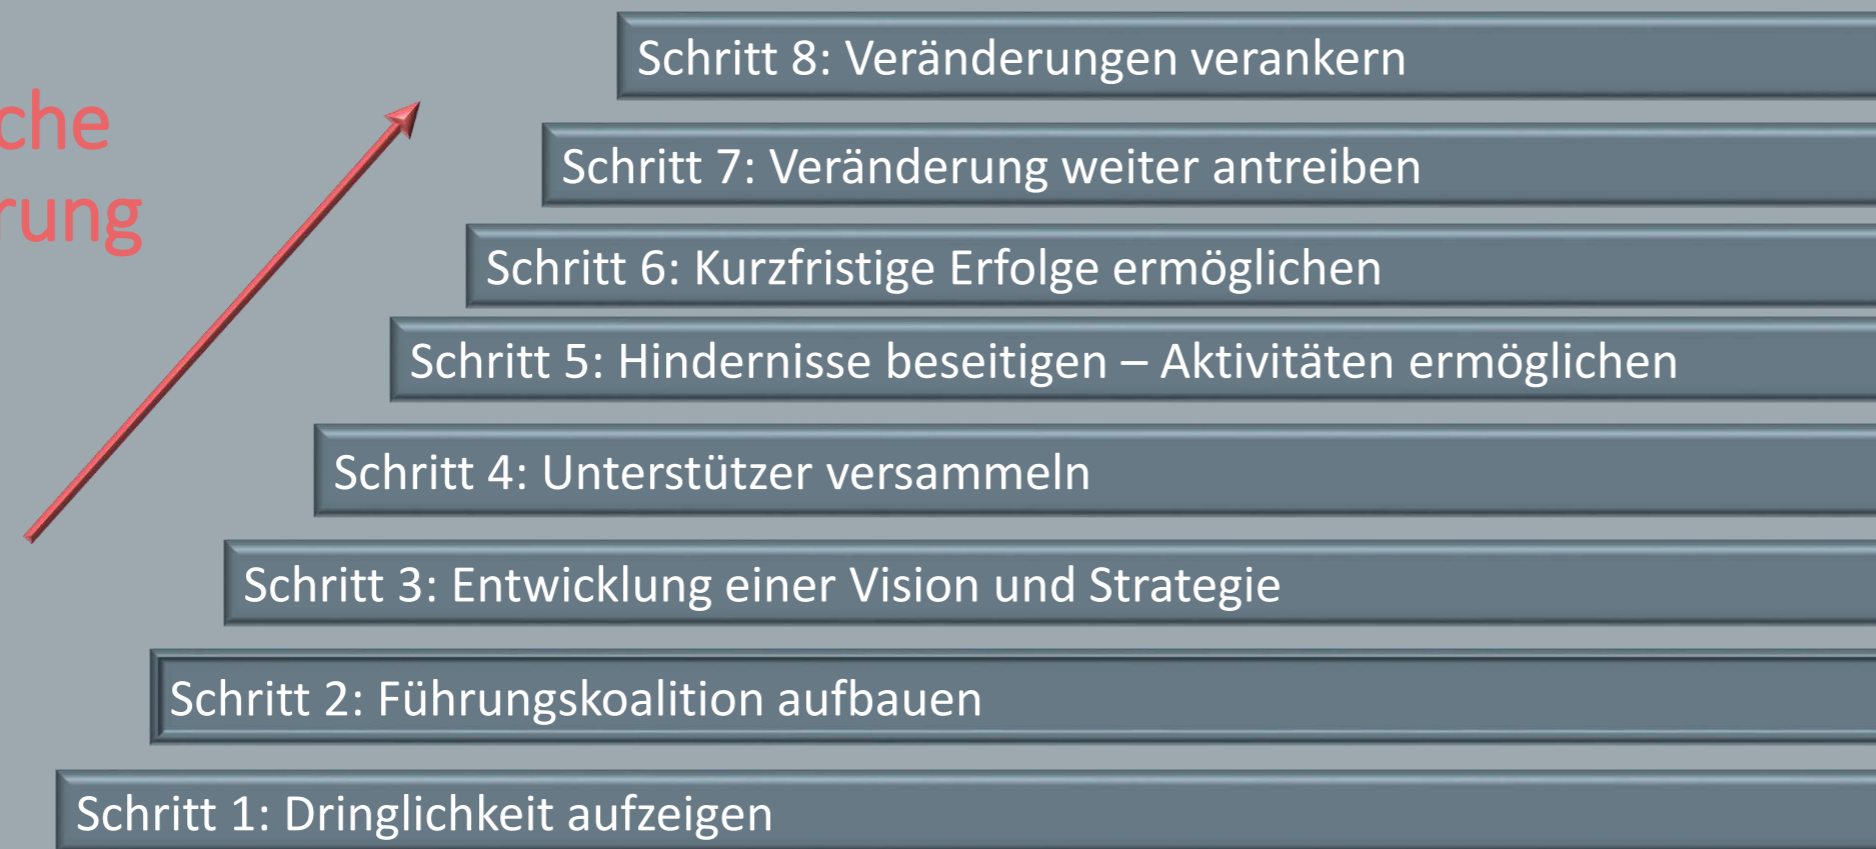 che
rung
Schritt 8: Veränderungen verankern
Schritt 7: Veränderung weiter antreiben
Schritt 6: Kurzfristige Erfolge ermöglichen
Schritt 5: Hindernisse beseitigen – Aktivitäten ermöglichen
Schritt 4: Unterstützer versammeln
Schritt 3: Entwicklung einer Vision und Strategie
Schritt 2: Führungskoalition aufbauen
Schritt 1: Dringlichkeit aufzeigen